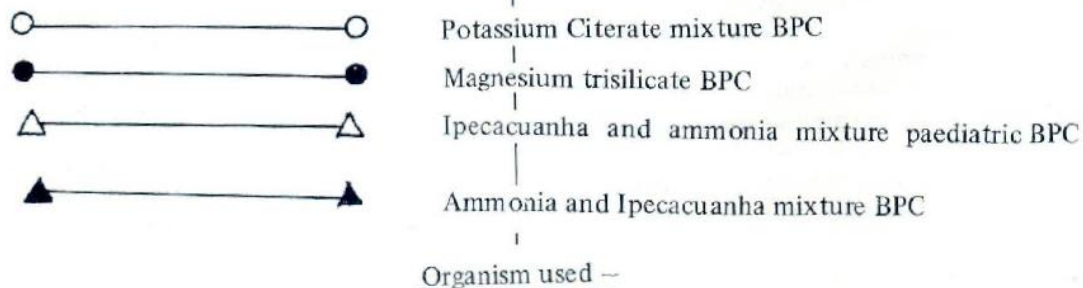 Potassium Citerate mixture BPC
Magnesium trisilicate BPC
Ipecacuanha and ammonia mixture paediatric BPC
Ammonia and Ipecacuanha mixture BPC
Organism used –